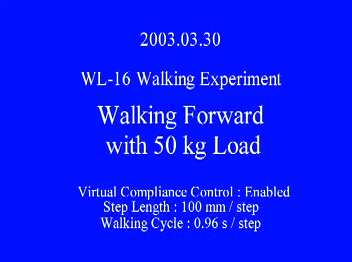 2003.03.30
WL-16 Walking Experiment
Walking Forward
with 50 kg Load
Virtual Compliance Control : Enabled
Step Length : 100 mm / step
Walking Cycle : 0.96 s / step